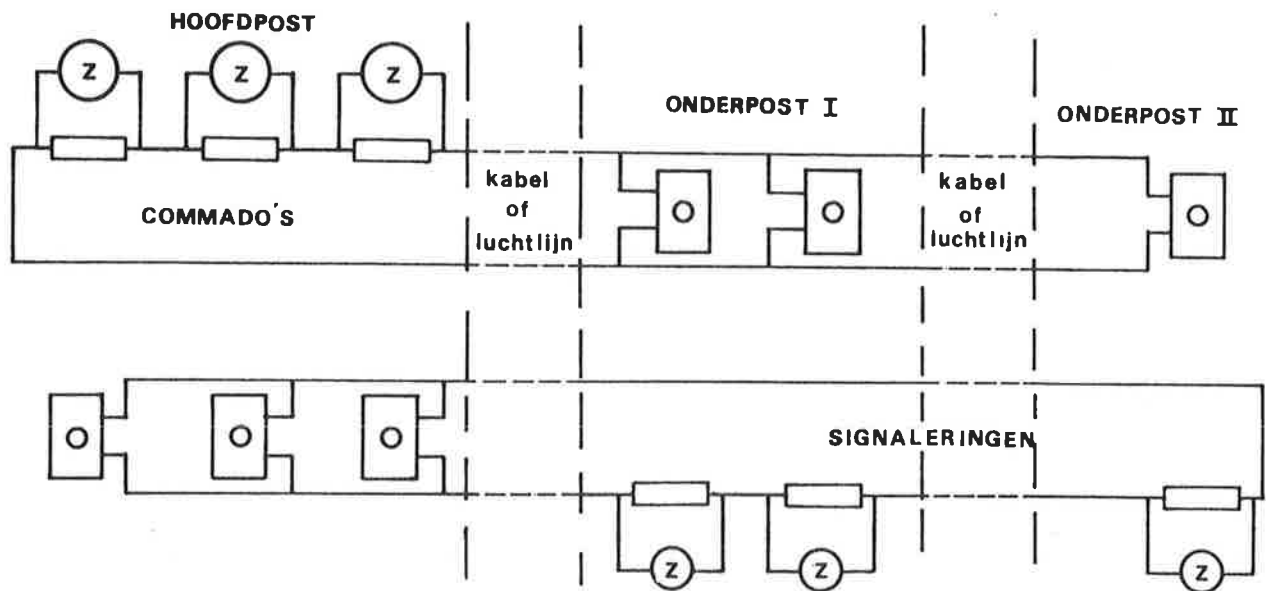 HOOFDPOST
Z Z Z
ONDERPOST I
ONDERPOST II
COMMADO'S
kabel
of
luchtlijn
kabel
of
luchtlijn
SIGNALERINGEN
Z Z Z